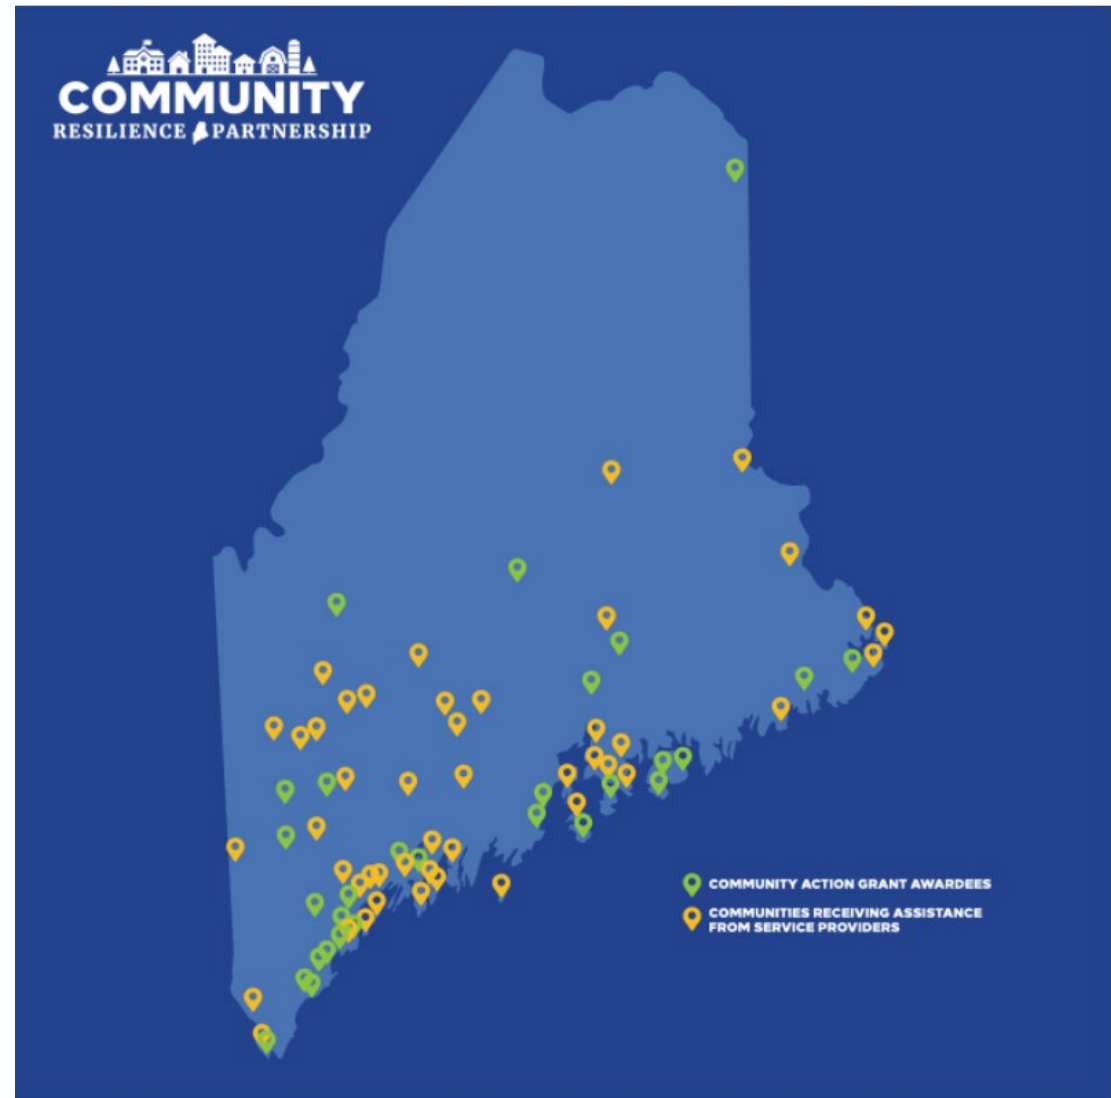 COMMUNITY
RESILIENCE PARTNERSHIP
COMMUNITY ACTION GRANT AWARDEES
COMMUNITIES RECEIVING ASSISTANCE
FROM SERVICE PROVIDERS